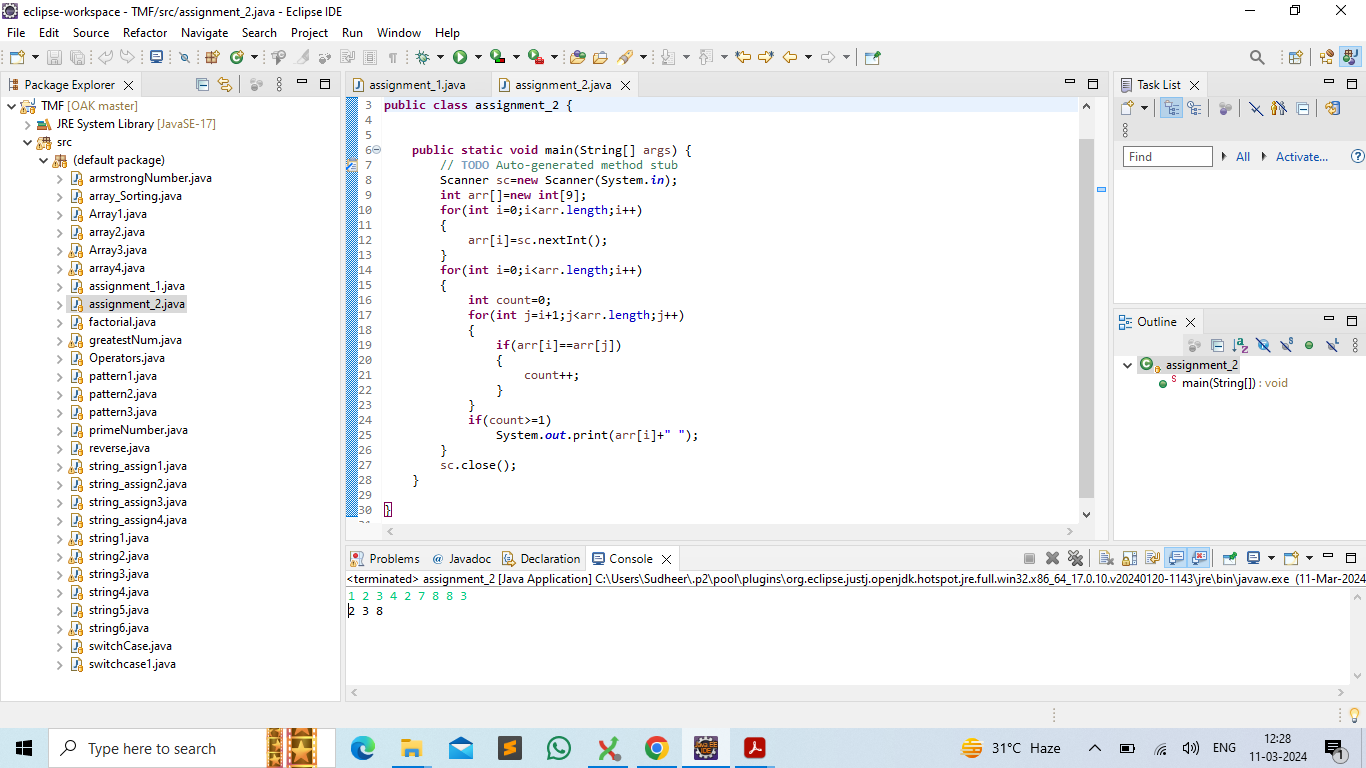 eclipse-workspace - TMF/src/assignment_2.java - Eclipse IDE
File Edit Source Refactor Navigate Search Project Run Window Help
Package Explorer
TMF [OAK master]
JRE System Library [JavaSE-17]
src
(default package)
armstrongNumber.java
array_Sorting.java
Array1.java
array2.java
Array3.java
array4.java
assignment_1.java
assignment_2.java
factorial.java
greatestNum.java
Operators.java
pattern1.java
pattern2.java
pattern3.java
primeNumber.java
reverse.java
string_assign1.java
string_assign2.java
string_assign3.java
string_assign4.java
string1.java
string2.java
string3.java
string4.java
string5.java
string6.java
switchCase.java
switchcase1.java
assignment_1.java assignment_2.java
3 public class assignment_2 {
4
5
6 public static void main(String[] args) {
7 // TODO Auto-generated method stub
8 Scanner sc=new Scanner(System.in);
9 int arr[]=new int[9];
10 for(int i=0;i<arr.length;i++)
11 {
12 arr[i]=sc.nextInt();
13 }
14 for(int i=0;i<arr.length;i++)
15 {
16 int count=0;
17 for(int j=i+1;j<arr.length;j++)
18 {
19 if(arr[i]==arr[j])
20 {
21 count++;
22 }
23 }
24 if(count>=1)
25 System.out.print(arr[i]+" ");
26 }
27 sc.close();
28 }
29
30 }
Task List
Find All Activate...
Outline
assignment_2
main(String[]) : void
Problems @ Javadoc Declaration Console
<terminated> assignment_2 [Java Application] C:\Users\Sudheer\.p2\pool\plugins\org.eclipse.justj.openjdk.hotspot.jre.full.win32.x86_64_17.0.10.v20240120-1143\jre\bin\javaw.exe (11-Mar-2024
1 2 3 4 2 7 8 8 3
2 3 8
Type here to search
31°C Haze
ENG
12:28
11-03-2024
1